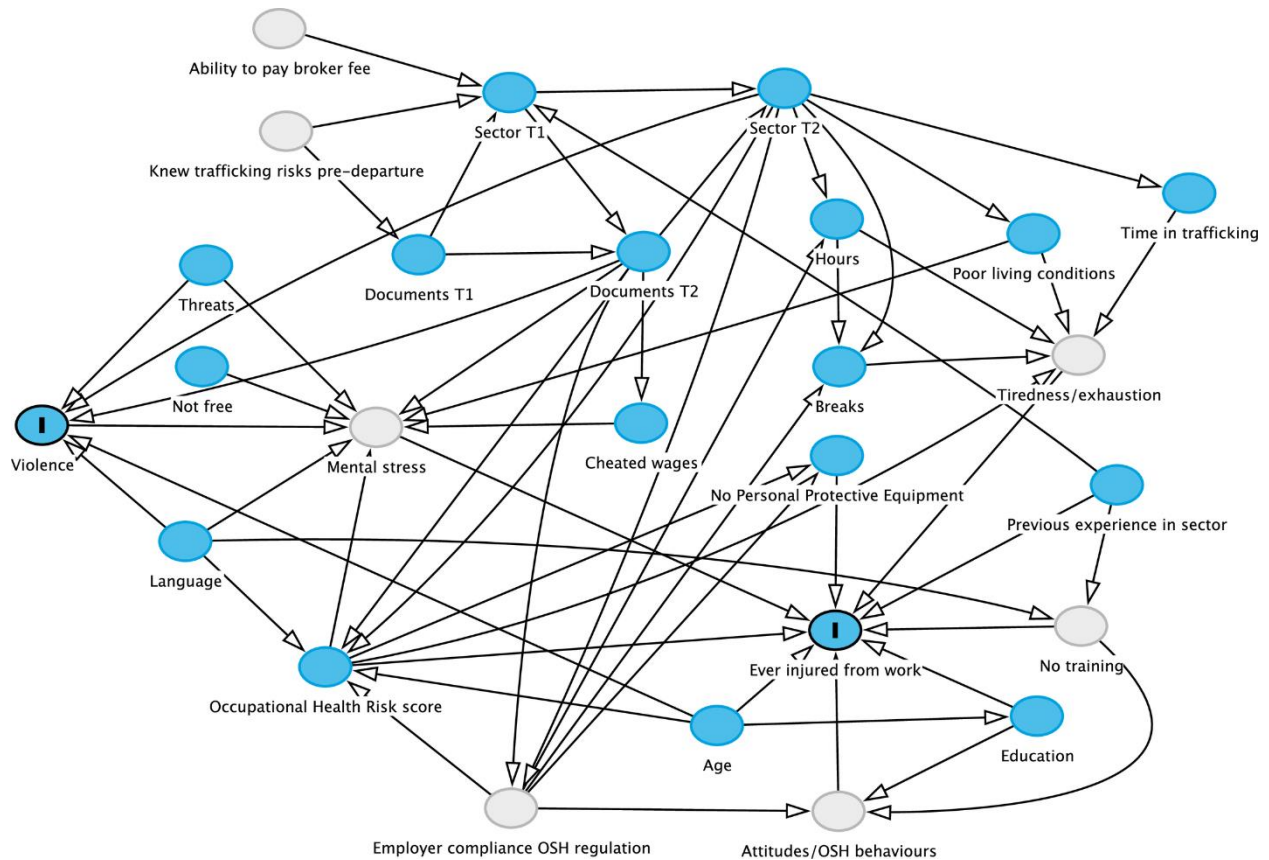 Ability to pay broker fee
Sector T1
Sector T2
Knew trafficking risks pre-departure
Time in trafficking
Hours
Poor living conditions
Documents T1
Documents T2
Threats
Not free
Breaks
Tiredness/exhaustion
I
Violence
Mental stress
Cheated wages
No Personal Protective Equipment
Previous experience in sector
Language
I
Ever injured from work
No training
Occupational Health Risk score
Age
Education
Employer compliance OSH regulation
Attitudes/OSH behaviours